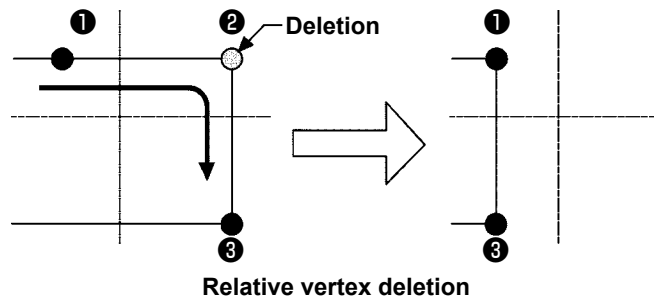 ❶ ❷ Deletion ❶
❸ ❸
Relative vertex deletion